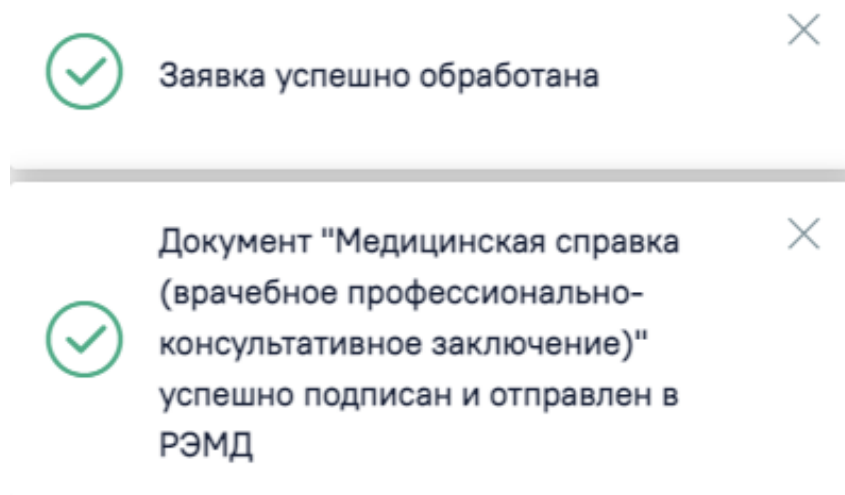 Заявка успешно обработана
Документ "Медицинская справка
(врачебное профессионально-
консультативное заключение)"
успешно подписан и отправлен в
РЭМД